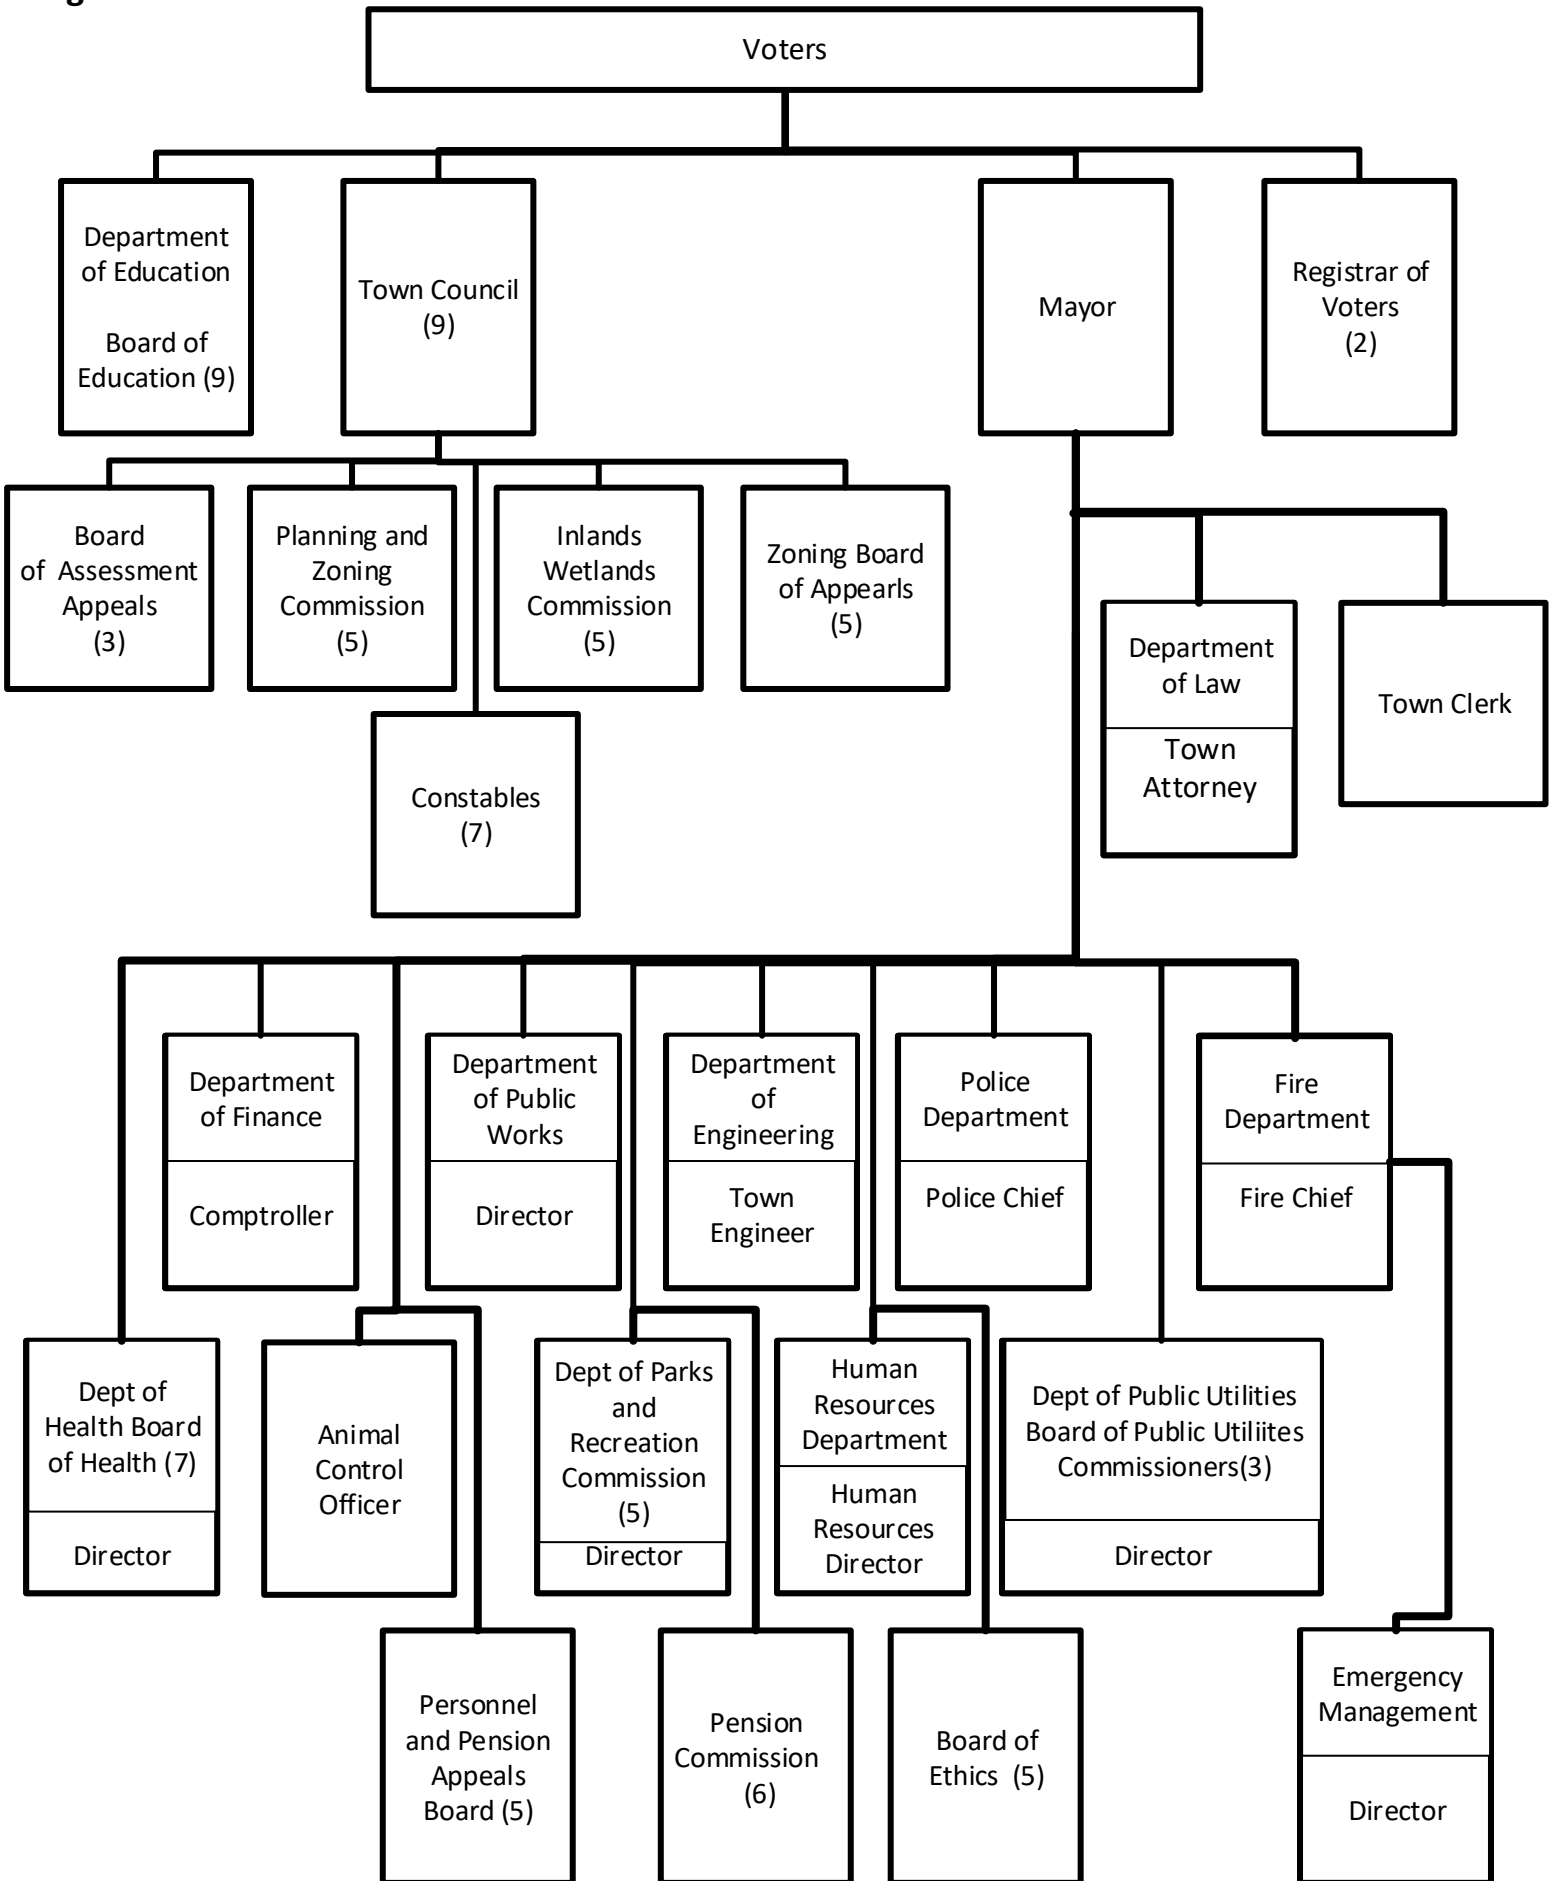 Voters
Department
of Education
Board of
Education (9)
Town Council
(9)
Mayor
Registrar of
Voters
(2)
Board
of Assessment
Appeals
(3)
Planning and
Zoning
Commission
(5)
Inlands
Wetlands
Commission
(5)
Zoning Board
of Appearls
(5)
Department
of Law
Town
Attorney
Town Clerk
Constables
(7)
Department
of Finance
Comptroller
Department
of Public
Works
Director
Department
of
Engineering
Town
Engineer
Police
Department
Police Chief
Fire
Department
Fire Chief
Dept of
Health Board
of Health (7)
Director
Animal
Control
Officer
Dept of Parks
and
Recreation
Commission
(5)
Director
Human
Resources
Department
Human
Resources
Director
Dept of Public Utilities
Board of Public Utiliites
Commissioners(3)
Director
Personnel
and Pension
Appeals
Board (5)
Pension
Commission
(6)
Board of
Ethics (5)
Emergency
Management
Director